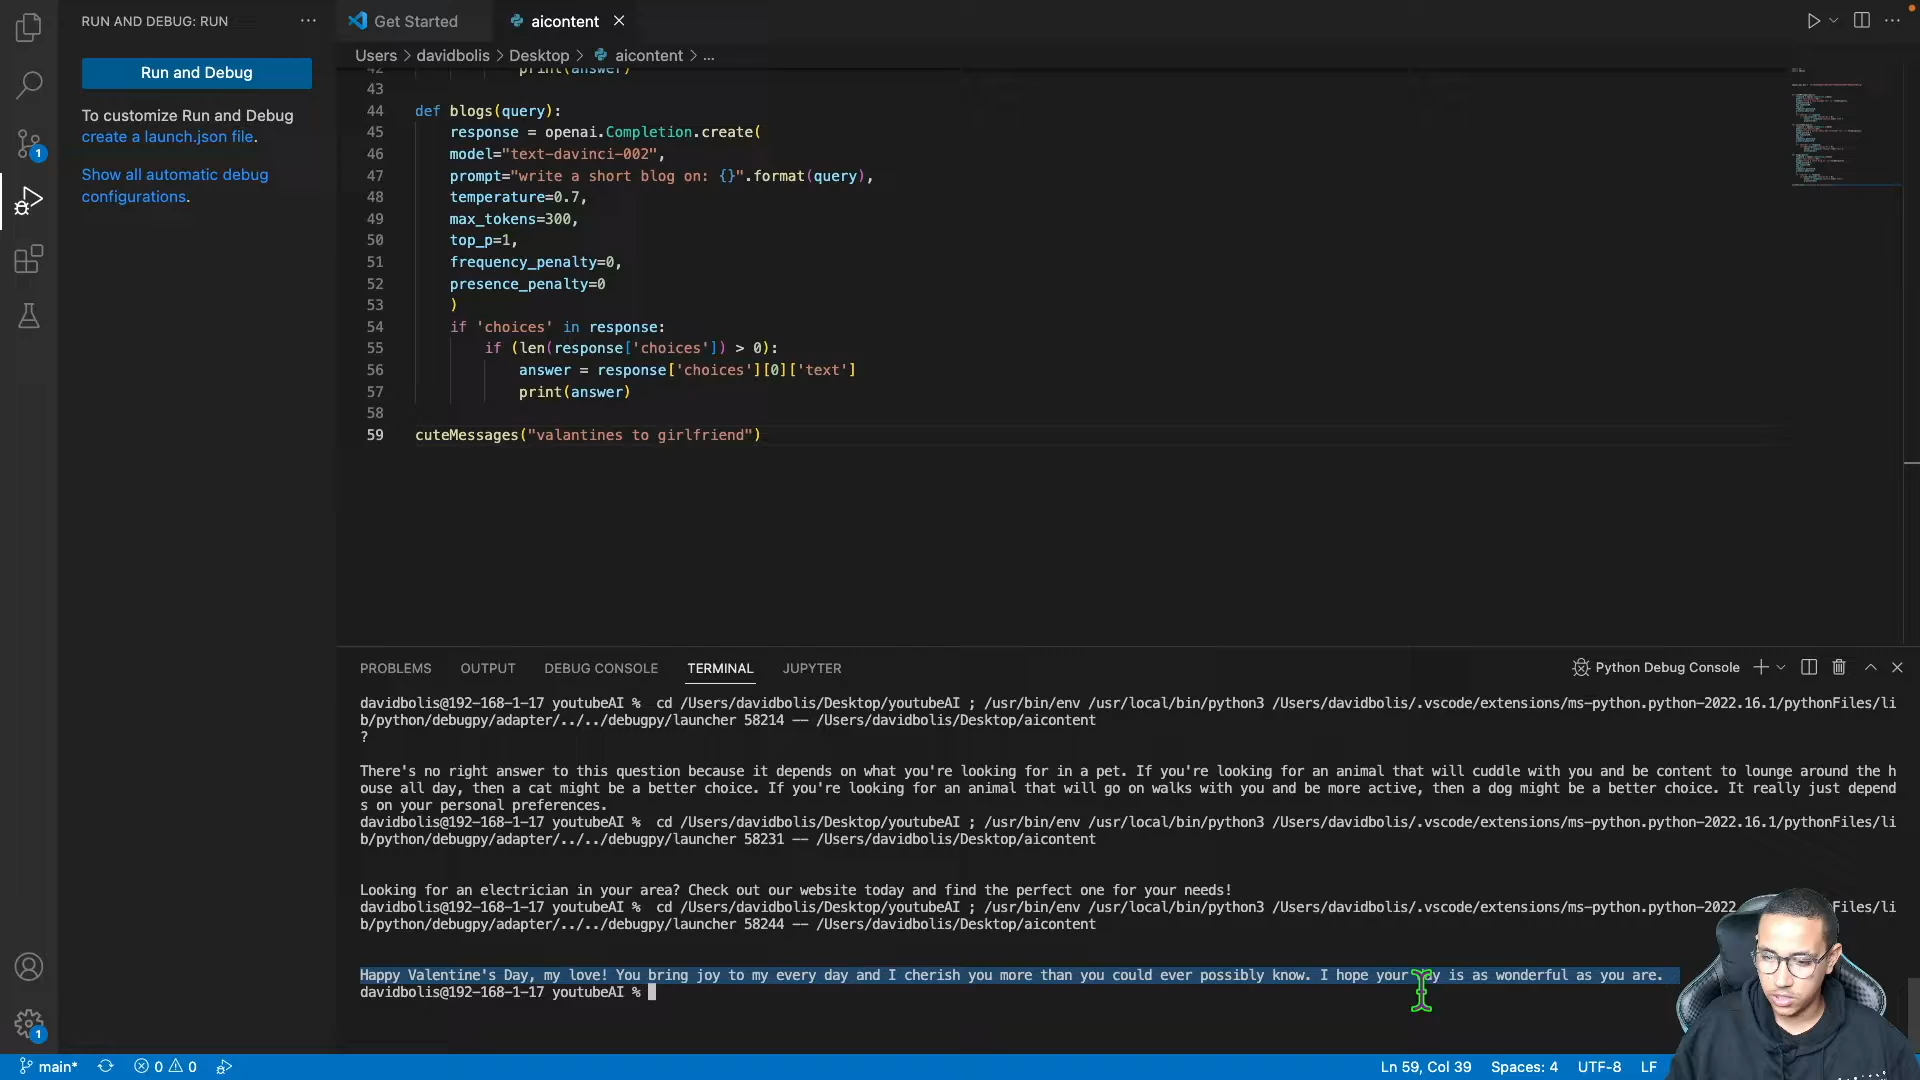 RUN AND DEBUG: RUN
Get Started
aicontent
Run and Debug
To customize Run and Debug
create a launch.json file.
Show all automatic debug
configurations.
Users > davidbolis > Desktop > aicontent > ...
42 print(answer)
43
44 def blogs(query):
45 response = openai.Completion.create(
46 model="text-davinci-002",
47 prompt="write a short blog on: {}".format(query),
48 temperature=0.7,
49 max_tokens=300,
50 top_p=1,
51 frequency_penalty=0,
52 presence_penalty=0
53 )
54 if 'choices' in response:
55 if (len(response['choices']) > 0):
56 answer = response['choices'][0]['text']
57 print(answer)
58
59 cuteMessages("valantines to girlfriend")
PROBLEMS OUTPUT DEBUG CONSOLE TERMINAL JUPYTER
Python Debug Console
davidbolis@192-168-1-17 youtubeAI % cd /Users/davidbolis/Desktop/youtubeAI ; /usr/bin/env /usr/local/bin/python3 /Users/davidbolis/.vscode/extensions/ms-python.python-2022.16.1/pythonFiles/li
b/python/debugpy/adapter/../../debugpy/launcher 58214 -- /Users/davidbolis/Desktop/aicontent
?
There's no right answer to this question because it depends on what you're looking for in a pet. If you're looking for an animal that will cuddle with you and be content to lounge around the h
ouse all day, then a cat might be a better choice. If you're looking for an animal that will go on walks with you and be more active, then a dog might be a better choice. It really just depend
s on your personal preferences.
davidbolis@192-168-1-17 youtubeAI % cd /Users/davidbolis/Desktop/youtubeAI ; /usr/bin/env /usr/local/bin/python3 /Users/davidbolis/.vscode/extensions/ms-python.python-2022.16.1/pythonFiles/li
b/python/debugpy/adapter/../../debugpy/launcher 58231 -- /Users/davidbolis/Desktop/aicontent
Looking for an electrician in your area? Check out our website today and find the perfect one for your needs!
davidbolis@192-168-1-17 youtubeAI % cd /Users/davidbolis/Desktop/youtubeAI ; /usr/bin/env /usr/local/bin/python3 /Users/davidbolis/.vscode/extensions/ms-python.python-2022 Files/li
b/python/debugpy/adapter/../../debugpy/launcher 58244 -- /Users/davidbolis/Desktop/aicontent
Happy Valentine's Day, my love! You bring joy to my every day and I cherish you more than you could ever possibly know. I hope your day is as wonderful as you are.
davidbolis@192-168-1-17 youtubeAI %
1
1
1
main* 0 0 Ln 59, Col 39 Spaces: 4 UTF-8 LF